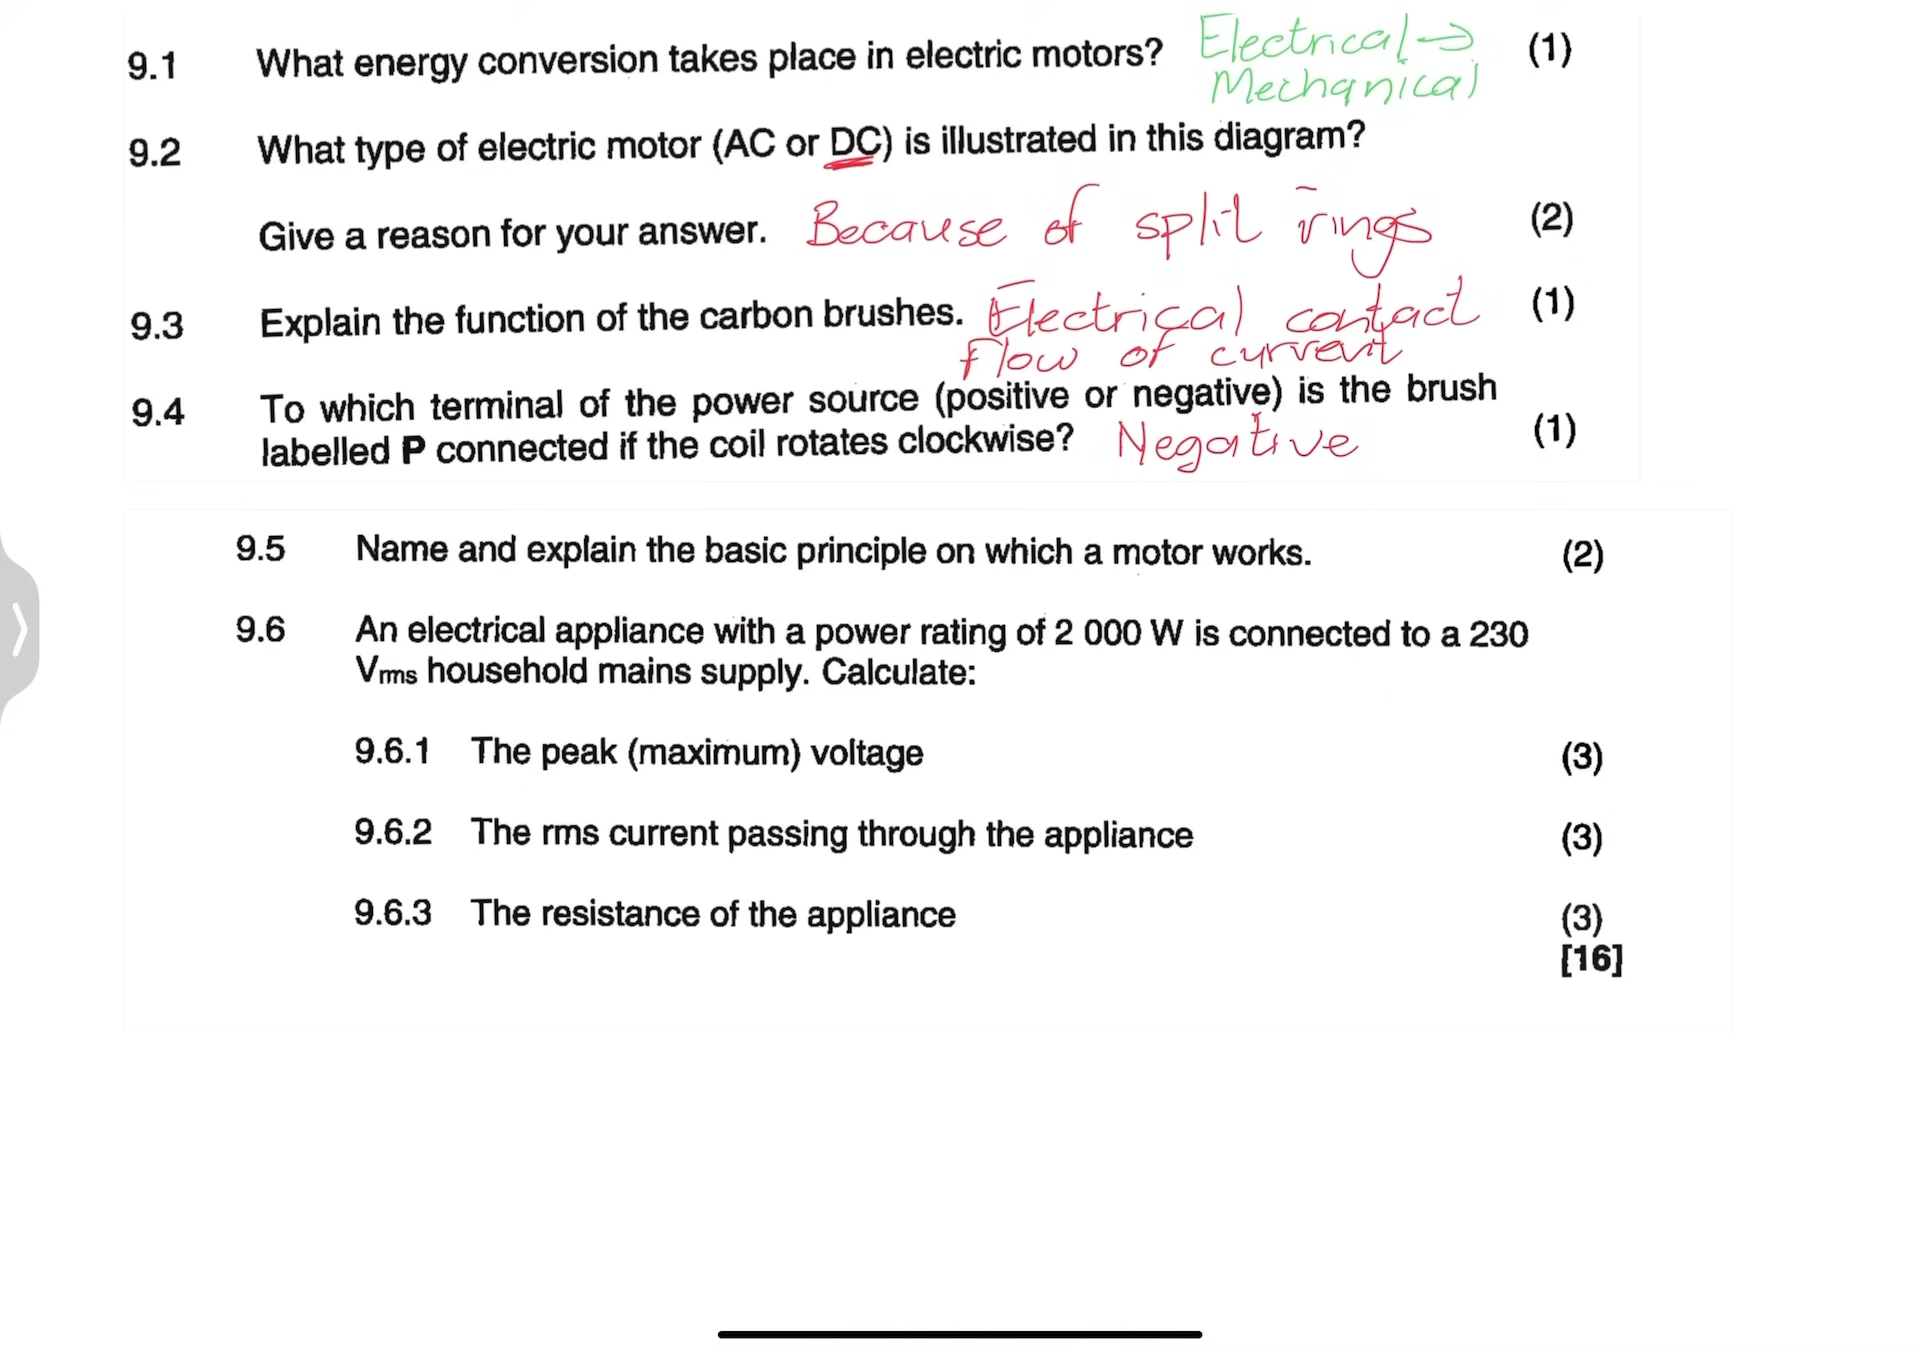 9.1 What energy conversion takes place in electric motors? Electrical → (1)
Mechanical
9.2 What type of electric motor (AC or DC) is illustrated in this diagram?
Give a reason for your answer. Because of split rings (2)
9.3 Explain the function of the carbon brushes. Electrical contact (1)
Flow of current
9.4 To which terminal of the power source (positive or negative) is the brush
labelled P connected if the coil rotates clockwise? Negative (1)
9.5 Name and explain the basic principle on which a motor works. (2)
9.6 An electrical appliance with a power rating of 2 000 W is connected to a 230
Vrms household mains supply. Calculate:
9.6.1 The peak (maximum) voltage (3)
9.6.2 The rms current passing through the appliance (3)
9.6.3 The resistance of the appliance (3)
[16]